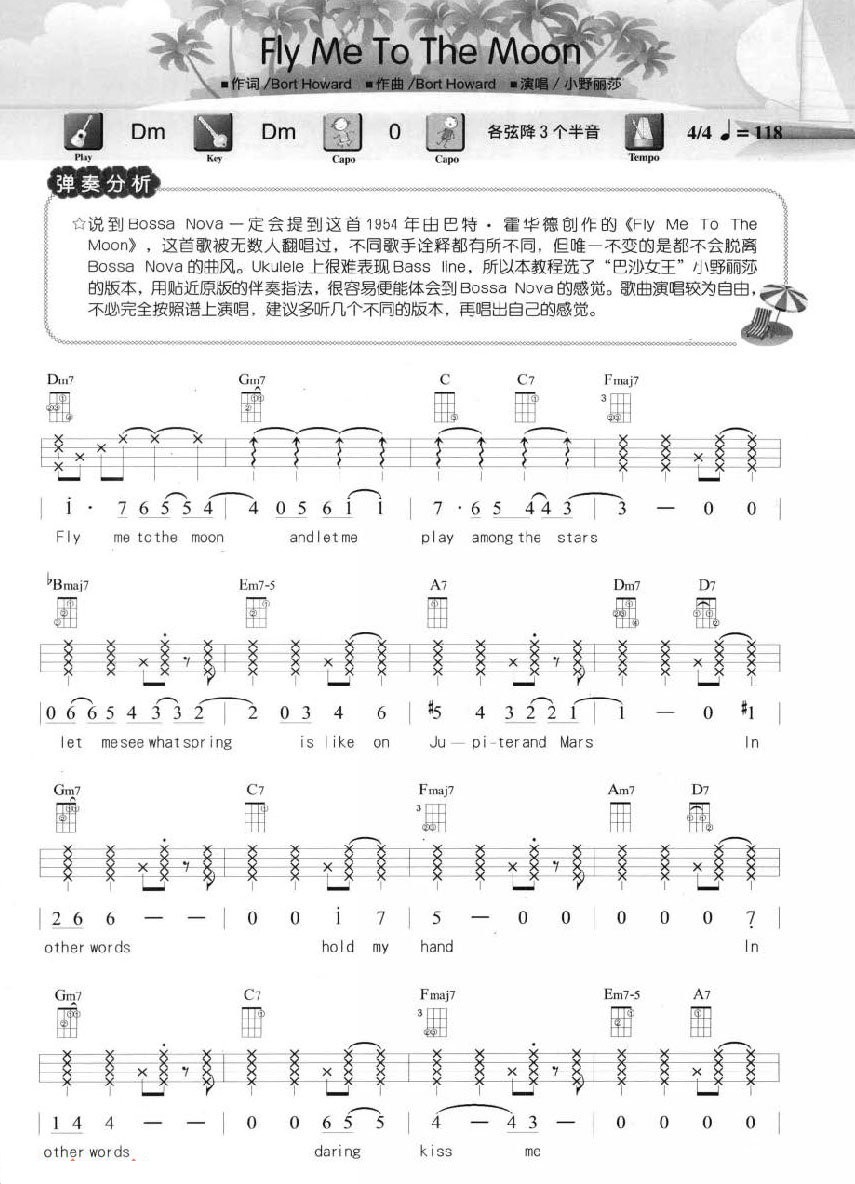 Fly Me To The Moon
■作词/Bort Howard ■作曲/Bort Howard ■演唱/小野丽莎
Dm Dm 0 各弦降3个半音 4/4 ♩=118
Play Key Capo Capo Tempo
弹奏分析
☆说到Bossa Nova一定会提到这首1954年由巴特·霍华德创作的《Fly Me To The
Moon》，这首歌被无数人翻唱过，不同歌手诠释都有所不同，但唯一不变的是都不会脱离
Bossa Nova的曲风。Ukulele上很难表现Bass line，所以本教程选了“巴沙女王”小野丽莎
的版本，用贴近原版的伴奏指法，很容易便能体会到Bossa Nova的感觉。歌曲演唱较为自由，
不必完全按照谱上演唱，建议多听几个不同的版本，再唱出自己的感觉。
Dm7 Gm7 C C7 Fmaj7
3
| i · 7 6 5 5 4 | 4 0 5 6 1 i | 7 · 6 5 4 4 3 | 3 — 0 0 |
Fly me to the moon and let me play among the stars
♭Bmaj7 Em7-5 A7 Dm7 D7
| 0 6 6 5 4 3 3 2 | 2 0 3 4 6 | #5 4 3 2 2 1 | 1 — 0 #1 |
let me see what spring is like on Ju—pi-ter and Mars In
Gm7 C7 Fmaj7 Am7 D7
3
| 2 6 6 — — | 0 0 i 7 | 5 — 0 0 | 0 0 0 7 |
other words hold my hand In
Gm7 C7 Fmaj7 Em7-5 A7
3
| 1 4 4 — — | 0 0 6 5 5 | 4 — 4 3 — | 0 0 0 0 |
other words daring kiss mc